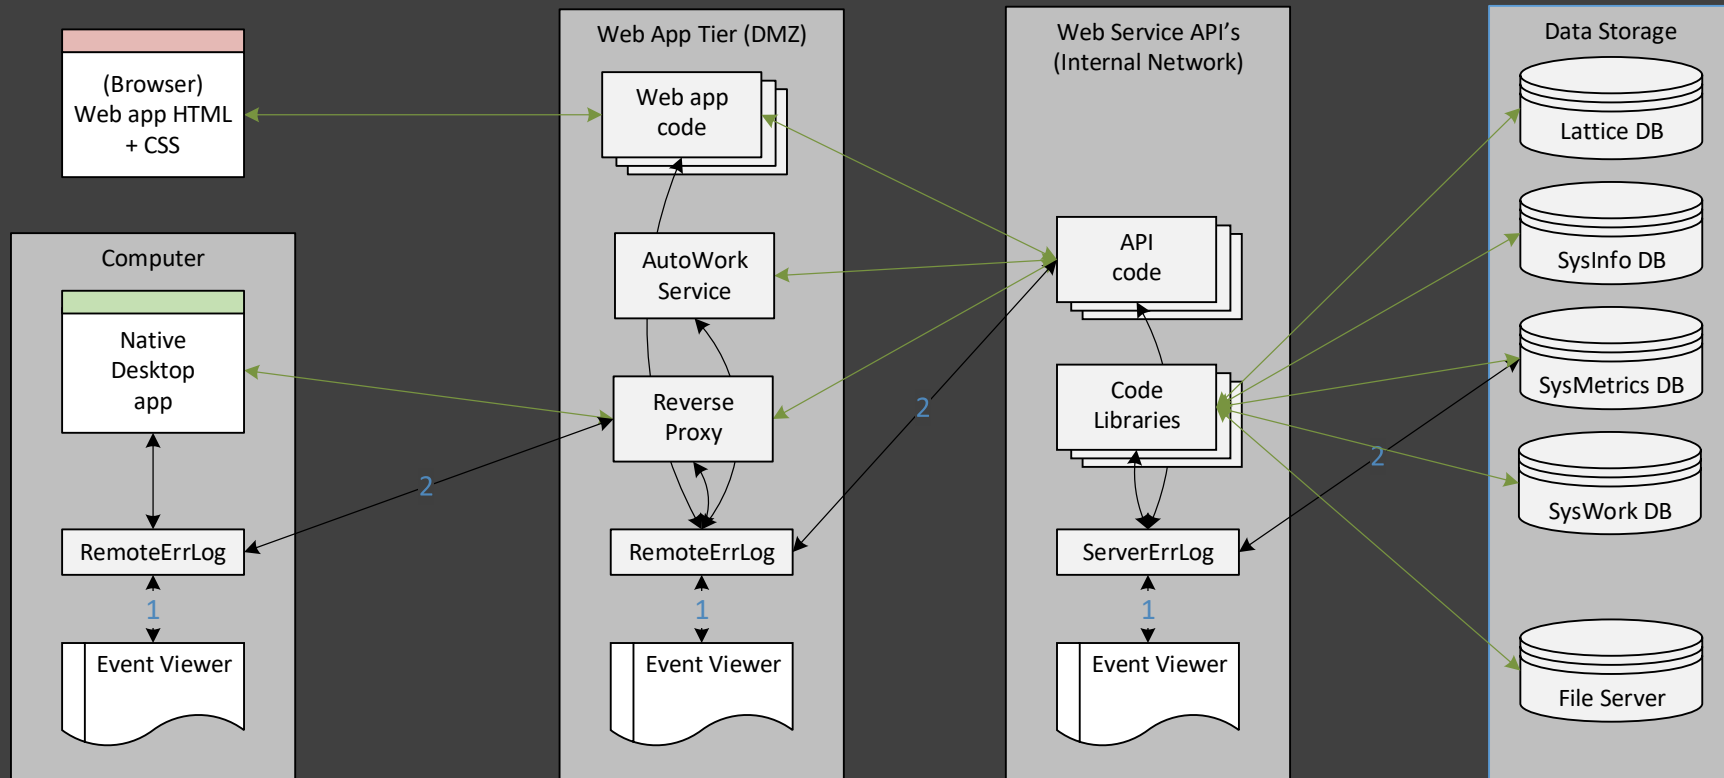 (Browser)
Web app HTML
+ CSS
Computer
Native
Desktop
app
RemoteErrLog
1
Event Viewer
2
Web App Tier (DMZ)
Web app
code
AutoWork
Service
Reverse
Proxy
RemoteErrLog
1
Event Viewer
2
Web Service API's
(Internal Network)
API
code
Code
Libraries
ServerErrLog
1
Event Viewer
2
Data Storage
Lattice DB
SysInfo DB
SysMetrics DB
SysWork DB
File Server